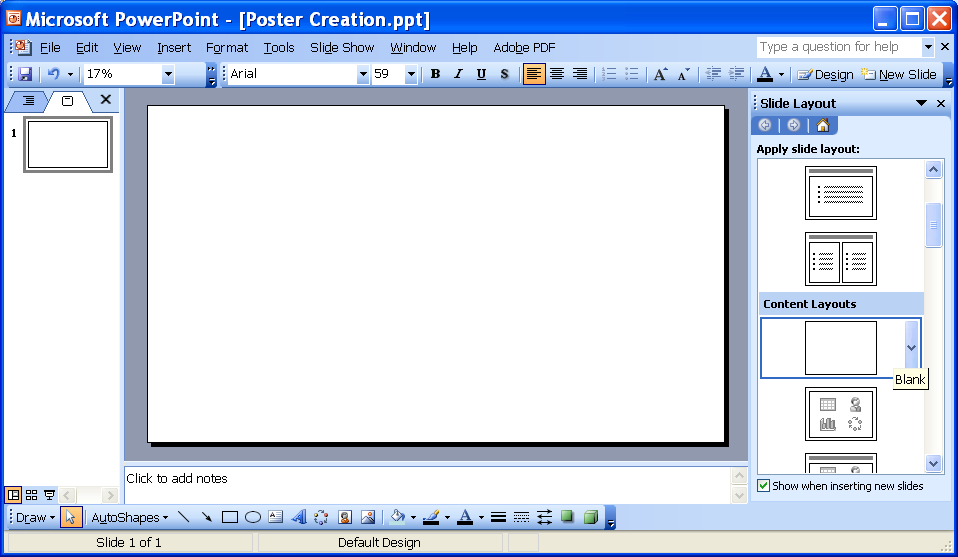 Microsoft PowerPoint - [Poster Creation.ppt]
File Edit View Insert Format Tools Slide Show Window Help Adobe PDF Type a question for help
17% Arial 59 B I U S A A A Design New Slide
Slide Layout
1
Apply slide layout:
Content Layouts
Blank
Click to add notes
Show when inserting new slides
Draw AutoShapes A A
Slide 1 of 1 Default Design